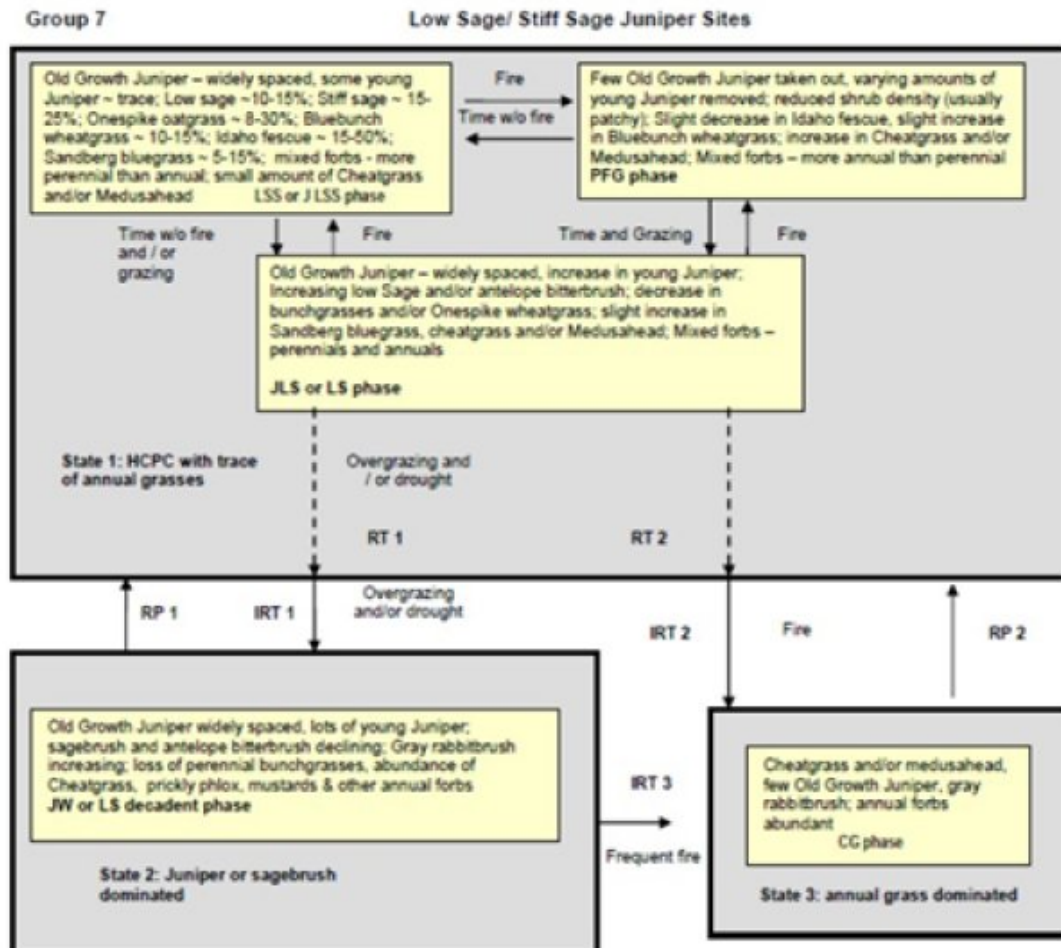 Group 7
Low Sage/ Stiff Sage Juniper Sites
Old Growth Juniper – widely spaced, some young
Juniper ~ trace; Low sage ~10-15%; Stiff sage ~ 15-
25%; Onespike oatgrass ~ 8-30%; Bluebunch
wheatgrass ~ 10-15%; Idaho fescue ~ 15-50%;
Sandberg bluegrass ~ 5-15%; mixed forbs - more
perennial than annual; small amount of Cheatgrass
and/or Medusahead LSS or J LSS phase
Fire
Time w/o fire
Few Old Growth Juniper taken out, varying amounts of
young Juniper removed; reduced shrub density (usually
patchy); Slight decrease in Idaho fescue, slight increase
in Bluebunch wheatgrass; increase in Cheatgrass and/or
Medusahead; Mixed forbs – more annual than perennial
PFG phase
Time w/o fire
and / or
grazing
Fire
Time and Grazing
Fire
Old Growth Juniper – widely spaced, increase in young Juniper;
Increasing low Sage and/or antelope bitterbrush; decrease in
bunchgrasses and/or Onespike wheatgrass; slight increase in
Sandberg bluegrass, cheatgrass and/or Medusahead; Mixed forbs –
perennials and annuals
JLS or LS phase
State 1: HCPC with trace
of annual grasses
Overgrazing and
/ or drought
RT 1
RT 2
RP 1
IRT 1
Overgrazing
and/or drought
IRT 2
Fire
RP 2
Old Growth Juniper widely spaced, lots of young Juniper;
sagebrush and antelope bitterbrush declining; Gray rabbitbrush
increasing; loss of perennial bunchgrasses, abundance of
Cheatgrass, prickly phlox, mustards & other annual forbs
JW or LS decadent phase
State 2: Juniper or sagebrush
dominated
IRT 3
Frequent fire
Cheatgrass and/or medusahead,
few Old Growth Juniper, gray
rabbitbrush; annual forbs
abundant
CG phase
State 3: annual grass dominated